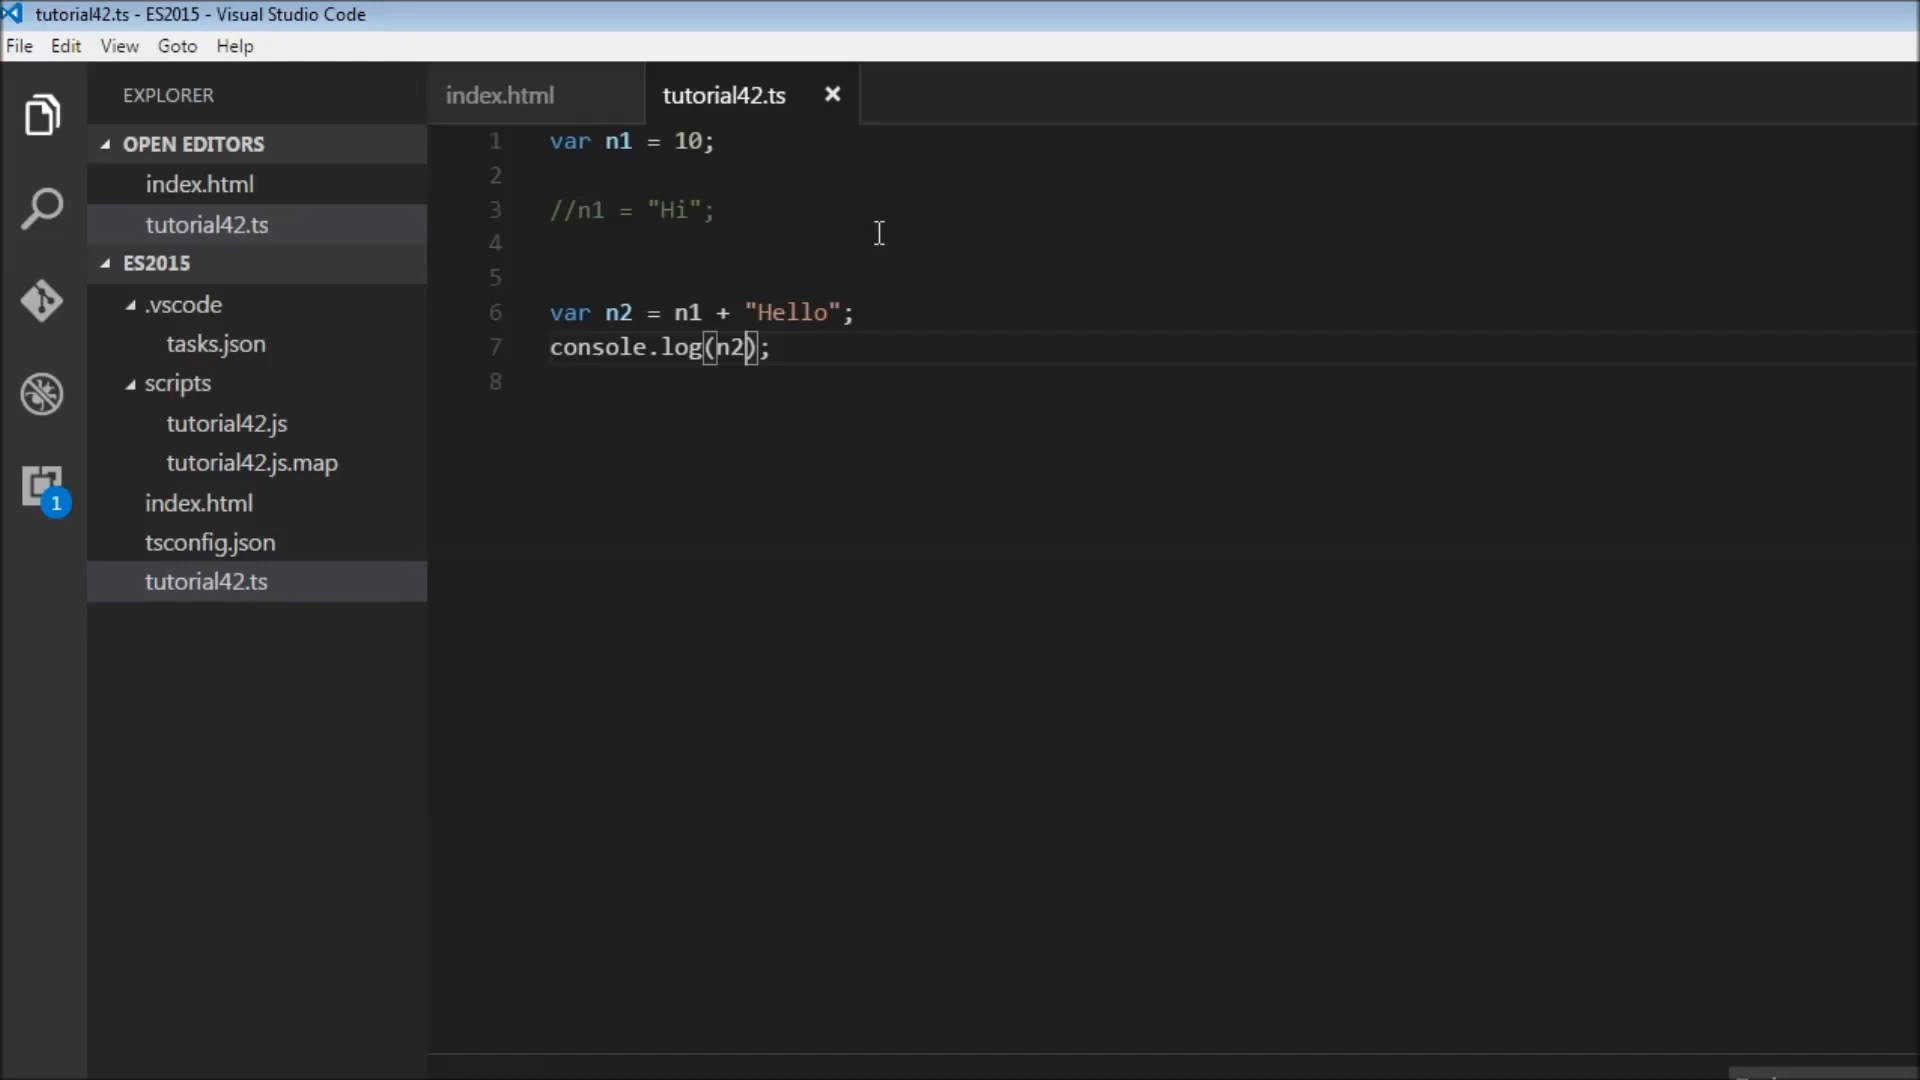 tutorial42.ts - ES2015 - Visual Studio Code
File Edit View Goto Help
EXPLORER
OPEN EDITORS
index.html
tutorial42.ts
ES2015
.vscode
tasks.json
scripts
tutorial42.js
tutorial42.js.map
index.html
tsconfig.json
tutorial42.ts
1
index.html tutorial42.ts
1 var n1 = 10;
2
3 //n1 = "Hi";
4
5
6 var n2 = n1 + "Hello";
7 console.log(n2);
8